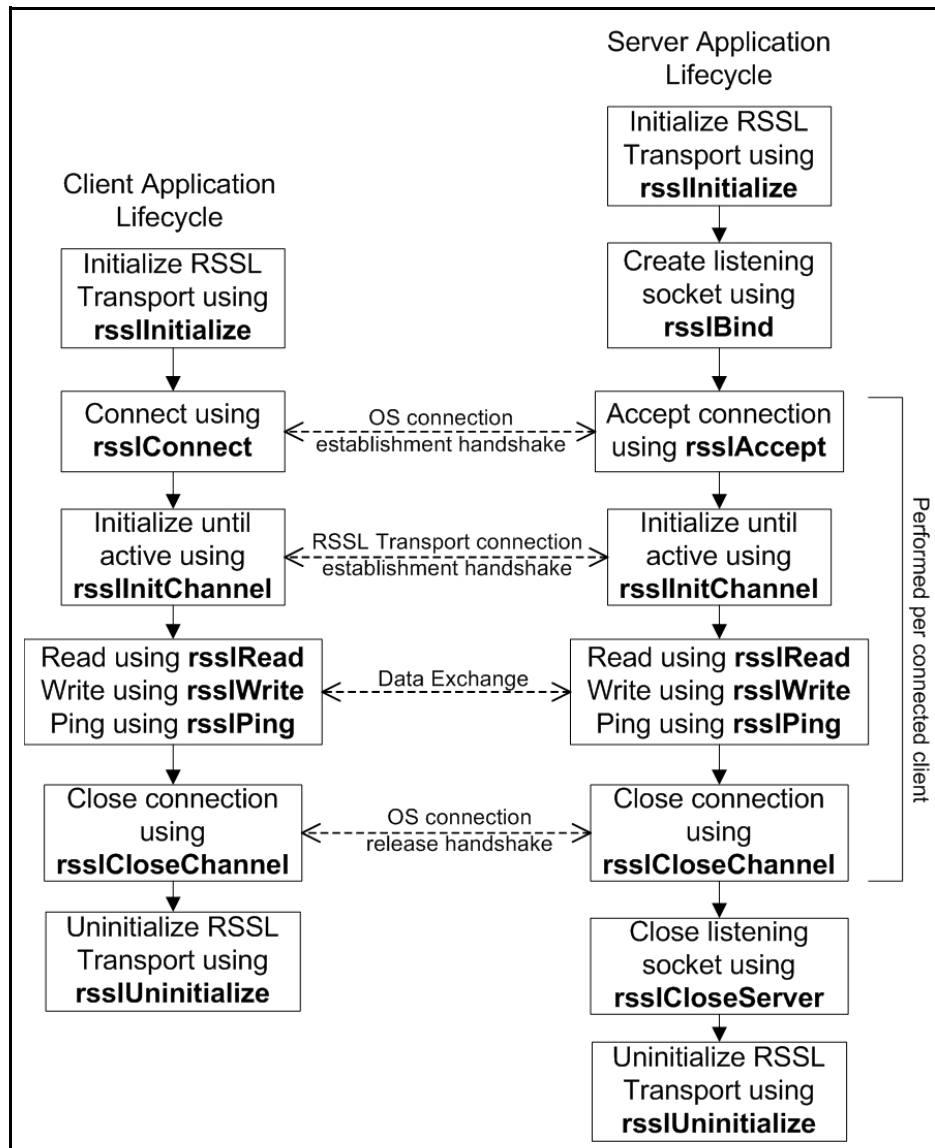 Client Application
Lifecycle
Initialize RSSL
Transport using
rsslInitialize
Connect using
rsslConnect
Initialize until
active using
rsslInitChannel
Read using rsslRead
Write using rsslWrite
Ping using rsslPing
Close connection
using
rsslCloseChannel
Uninitialize RSSL
Transport using
rsslUninitialize
OS connection
establishment handshake
RSSL Transport connection
establishment handshake
Data Exchange
OS connection
release handshake
Server Application
Lifecycle
Initialize RSSL
Transport using
rsslInitialize
Create listening
socket using
rsslBind
Accept connection
using rsslAccept
Initialize until
active using
rsslInitChannel
Read using rsslRead
Write using rsslWrite
Ping using rsslPing
Close connection
using
rsslCloseChannel
Close listening
socket using
rsslCloseServer
Uninitialize RSSL
Transport using
rsslUninitialize
Performed per connected client